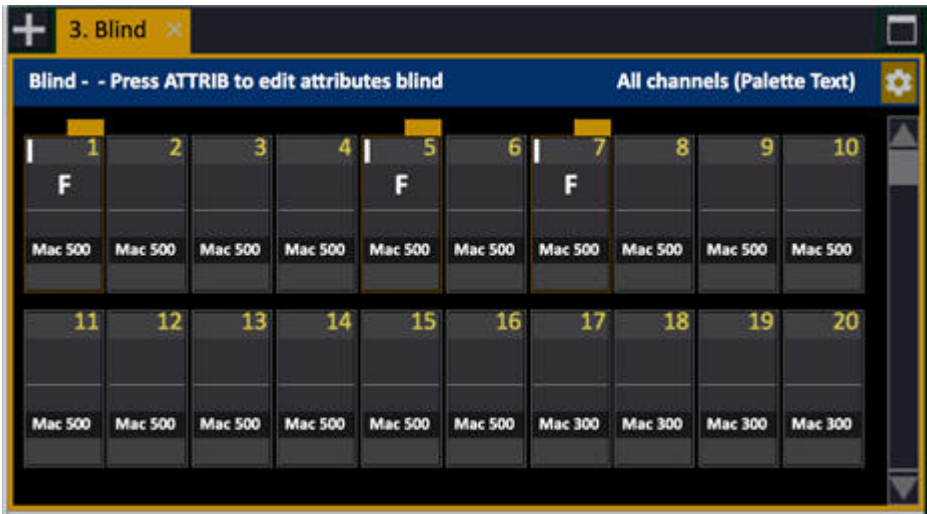 3. Blind ×
Blind - - Press ATTRIB to edit attributes blind All channels (Palette Text)
1 2 3 4 5 6 7 8 9 10
F F F
Mac 500 Mac 500 Mac 500 Mac 500 Mac 500 Mac 500 Mac 500 Mac 500 Mac 500 Mac 500
11 12 13 14 15 16 17 18 19 20
Mac 500 Mac 500 Mac 500 Mac 500 Mac 500 Mac 500 Mac 300 Mac 300 Mac 300 Mac 300